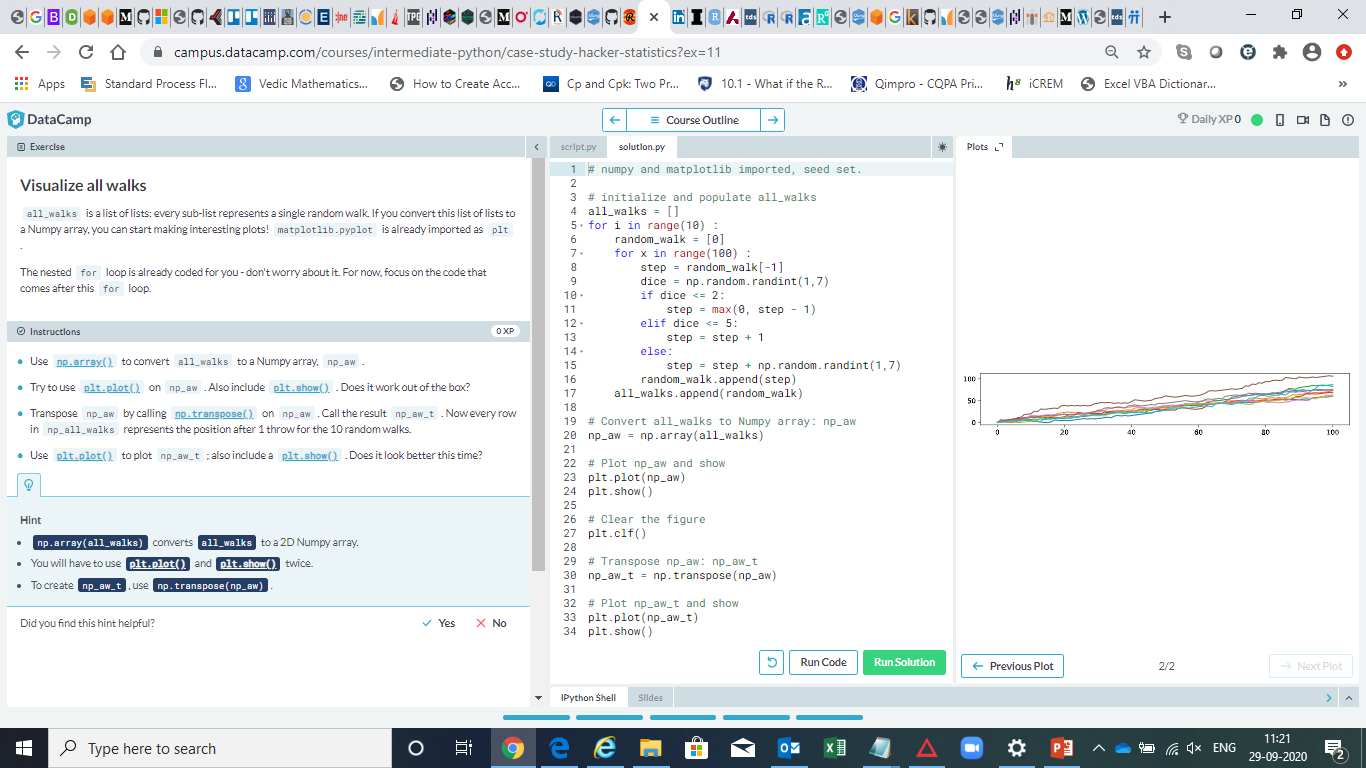 campus.datacamp.com/courses/intermediate-python/case-study-hacker-statistics?ex=11
Apps
Standard Process Fl...
Vedic Mathematics...
How to Create Acc...
Cp and Cpk: Two Pr...
10.1 - What if the R...
Qimpro - CQPA Pri...
iCREM
Excel VBA Dictionar...
DataCamp
Course Outline
Daily XP 0
Exercise
Visualize all walks
all_walks is a list of lists: every sub-list represents a single random walk. If you convert this list of lists to
a Numpy array, you can start making interesting plots! matplotlib.pyplot is already imported as plt
.
The nested for loop is already coded for you - don't worry about it. For now, focus on the code that
comes after this for loop.
Instructions
0 XP
Use np.array() to convert all_walks to a Numpy array, np_aw .
Try to use plt.plot() on np_aw . Also include plt.show() . Does it work out of the box?
Transpose np_aw by calling np.transpose() on np_aw . Call the result np_aw_t . Now every row
in np_all_walks represents the position after 1 throw for the 10 random walks.
Use plt.plot() to plot np_aw_t ; also include a plt.show() . Does it look better this time?
Hint
np.array(all_walks) converts all_walks to a 2D Numpy array.
You will have to use plt.plot() and plt.show() twice.
To create np_aw_t , use np.transpose(np_aw) .
Did you find this hint helpful?
Yes
No
script.py
solution.py
1 # numpy and matplotlib imported, seed set.
2
3 # initialize and populate all_walks
4 all_walks = []
5 for i in range(10) :
6 random_walk = [0]
7 for x in range(100) :
8 step = random_walk[-1]
9 dice = np.random.randint(1,7)
10 if dice <= 2:
11 step = max(0, step - 1)
12 elif dice <= 5:
13 step = step + 1
14 else:
15 step = step + np.random.randint(1,7)
16 random_walk.append(step)
17 all_walks.append(random_walk)
18
19 # Convert all_walks to Numpy array: np_aw
20 np_aw = np.array(all_walks)
21
22 # Plot np_aw and show
23 plt.plot(np_aw)
24 plt.show()
25
26 # Clear the figure
27 plt.clf()
28
29 # Transpose np_aw: np_aw_t
30 np_aw_t = np.transpose(np_aw)
31
32 # Plot np_aw_t and show
33 plt.plot(np_aw_t)
34 plt.show()
Run Code
Run Solution
IPython Shell
Slides
Plots
100
50
0
0 20 40 60 80 100
Previous Plot
2/2
Next Plot
Type here to search
ENG
11:21
29-09-2020
2